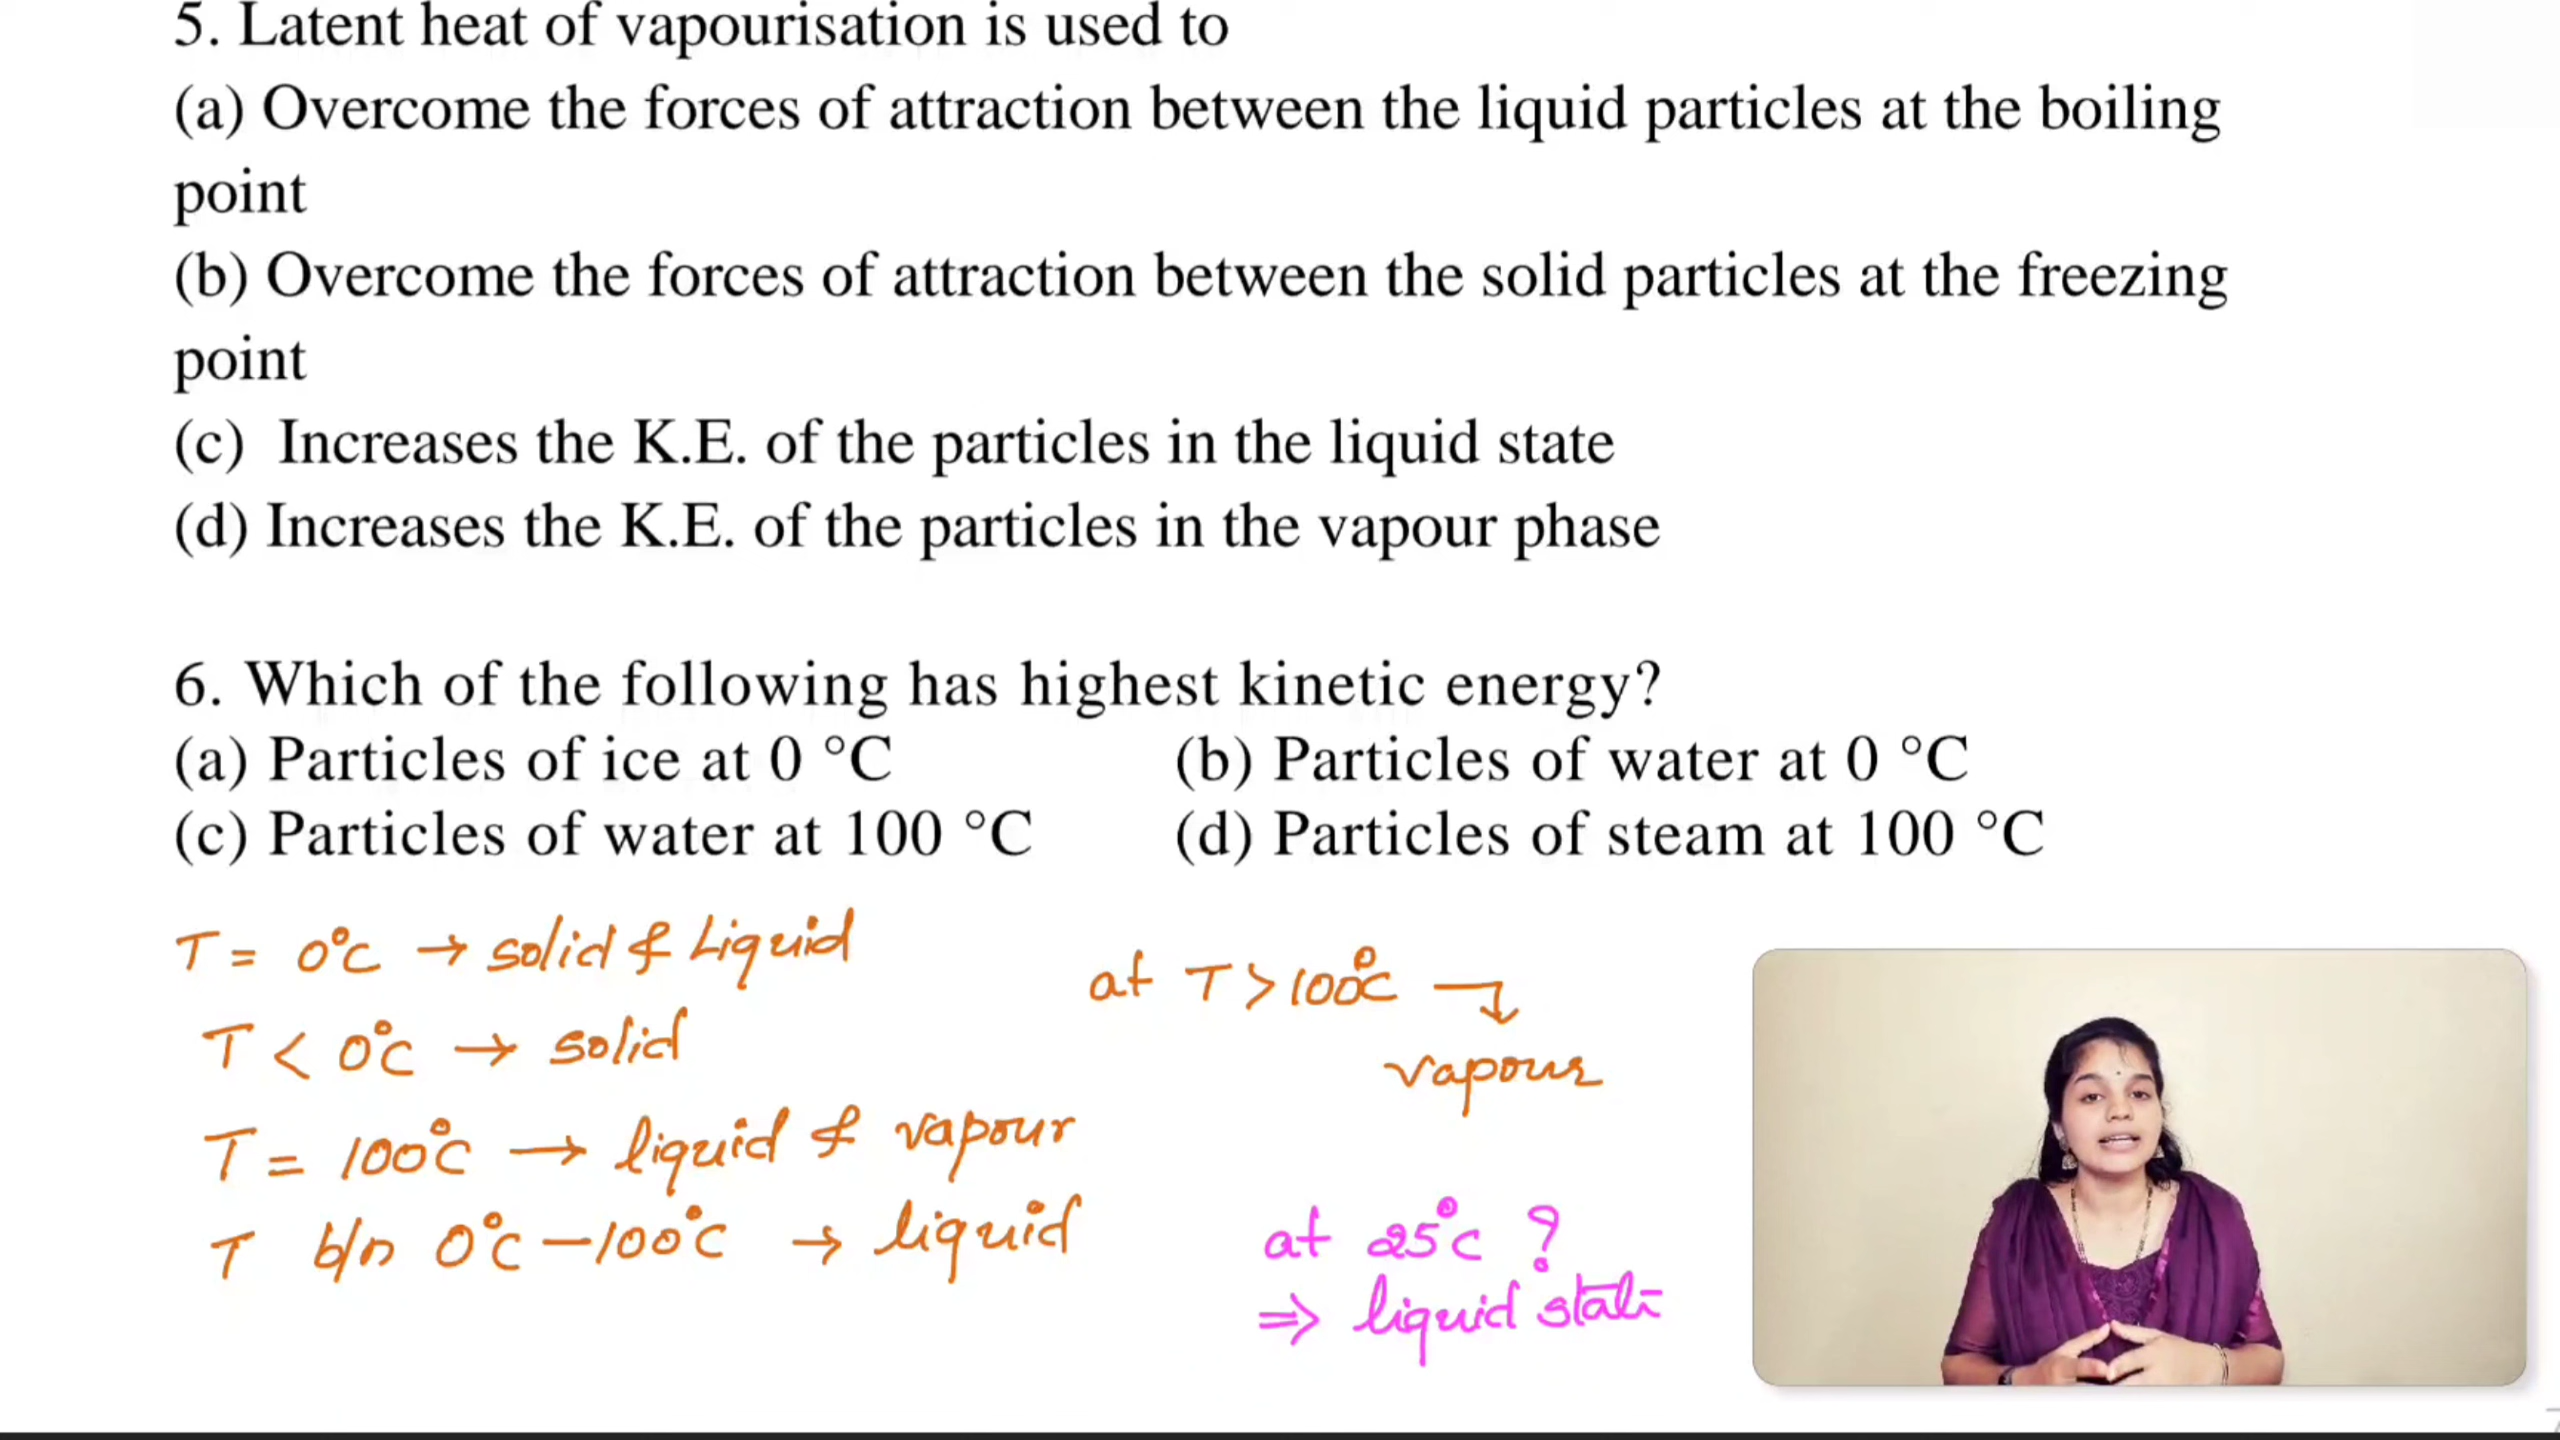 5. Latent heat of vapourisation is used to
(a) Overcome the forces of attraction between the liquid particles at the boiling
point
(b) Overcome the forces of attraction between the solid particles at the freezing
point
(c) Increases the K.E. of the particles in the liquid state
(d) Increases the K.E. of the particles in the vapour phase
6. Which of the following has highest kinetic energy?
(a) Particles of ice at 0 °C (b) Particles of water at 0 °C
(c) Particles of water at 100 °C (d) Particles of steam at 100 °C
T = 0°C → solid & Liquid
T < 0°C → solid
T = 100°C → liquid & vapour
T b/n 0°C – 100°C → liquid
at T > 100°C →
vapour
at 25°C ?
⇒ liquid state